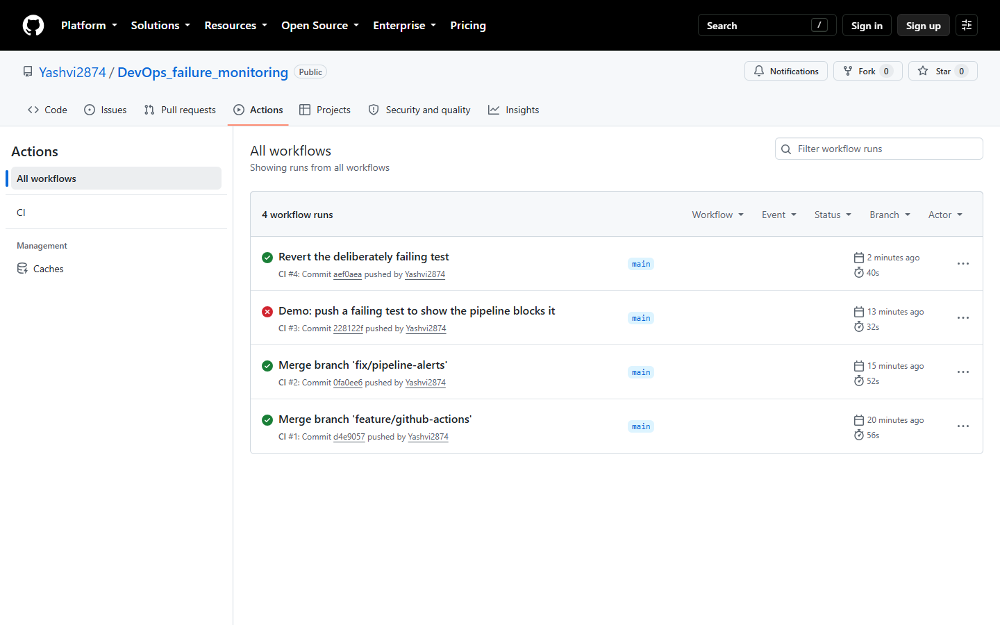 Platform
Solutions
Resources
Open Source
Enterprise
Pricing
Search
/
Sign in
Sign up
Yashvi2874 / DevOps_failure_monitoring
Public
Notifications
Fork 0
Star 0
Code
Issues
Pull requests
Actions
Projects
Security and quality
Insights
Actions
All workflows
CI
Management
Caches
All workflows
Showing runs from all workflows
Filter workflow runs
4 workflow runs
Workflow
Event
Status
Branch
Actor
Revert the deliberately failing test
CI #4: Commit aef0aea pushed by Yashvi2874
main
2 minutes ago
40s
Demo: push a failing test to show the pipeline blocks it
CI #3: Commit 228122f pushed by Yashvi2874
main
13 minutes ago
32s
Merge branch 'fix/pipeline-alerts'
CI #2: Commit 0fa0ee6 pushed by Yashvi2874
main
15 minutes ago
52s
Merge branch 'feature/github-actions'
CI #1: Commit d4e9057 pushed by Yashvi2874
main
20 minutes ago
56s